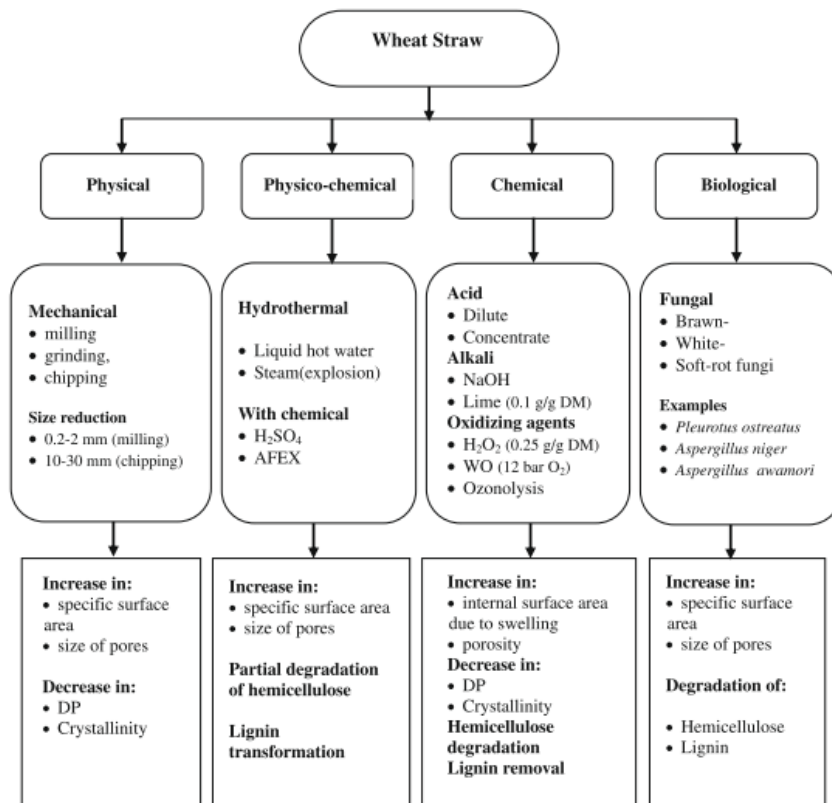 Wheat Straw
Physical
Physico-chemical
Chemical
Biological
Mechanical
• milling
• grinding,
• chipping
Size reduction
• 0.2-2 mm (milling)
• 10-30 mm (chipping)
Hydrothermal
• Liquid hot water
• Steam(explosion)
With chemical
• H₂SO₄
• AFEX
Acid
• Dilute
• Concentrate
Alkali
• NaOH
• Lime (0.1 g/g DM)
Oxidizing agents
• H₂O₂ (0.25 g/g DM)
• WO (12 bar O₂)
• Ozonolysis
Fungal
• Brawn-
• White-
• Soft-rot fungi
Examples
• Pleurotus ostreatus
• Aspergillus niger
• Aspergillus awamori
Increase in:
• specific surface
area
• size of pores
Decrease in:
• DP
• Crystallinity
Increase in:
• specific surface area
• size of pores
Partial degradation
of hemicellulose
Lignin
transformation
Increase in:
• internal surface area
due to swelling
• porosity
Decrease in:
• DP
• Crystallinity
Hemicellulose
degradation
Lignin removal
Increase in:
• specific surface
area
• size of pores
Degradation of:
• Hemicellulose
• Lignin